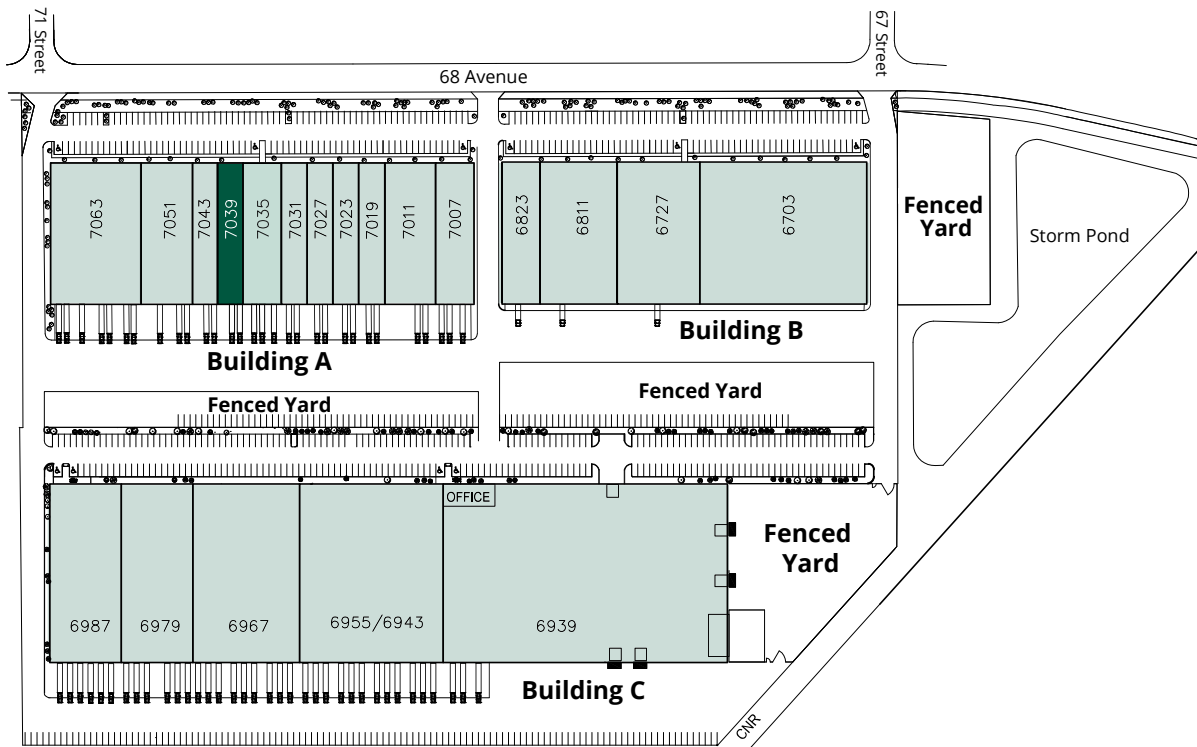 71 Street
67 Street
68 Avenue
7063
7051
7043
7039
7035
7031
7027
7023
7019
7011
7007
6823
6811
6727
6703
Fenced
Yard
Storm Pond
Building A
Building B
Fenced Yard
Fenced Yard
OFFICE
Fenced
Yard
6987
6979
6967
6955/6943
6939
Building C
CNR